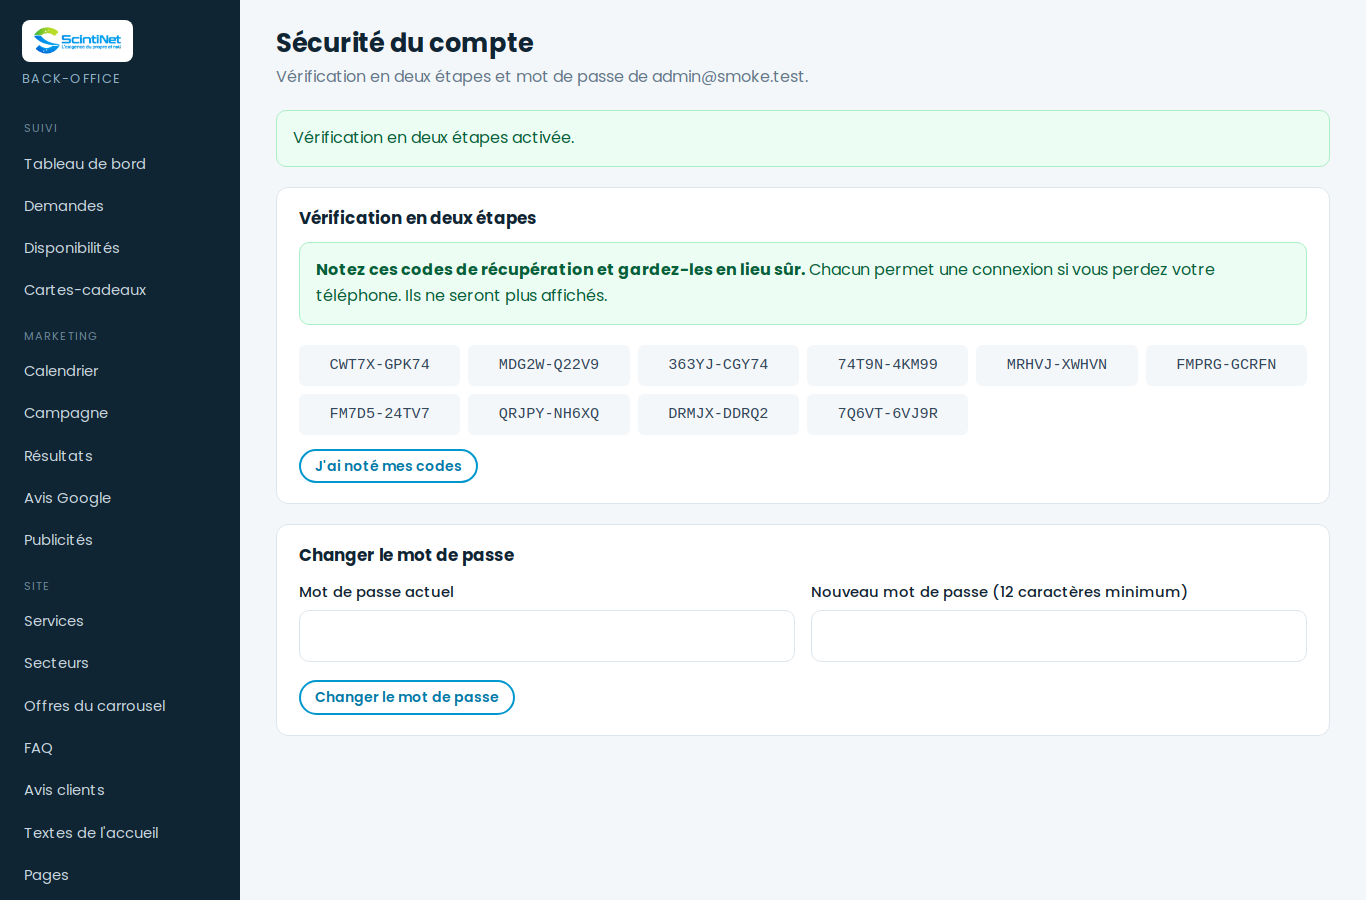 ScintiNet
L'exigence du propre et net
BACK-OFFICE
SUIVI
Tableau de bord
Demandes
Disponibilités
Cartes-cadeaux
MARKETING
Calendrier
Campagne
Résultats
Avis Google
Publicités
SITE
Services
Secteurs
Offres du carrousel
FAQ
Avis clients
Textes de l'accueil
Pages
Sécurité du compte
Vérification en deux étapes et mot de passe de admin@smoke.test.
Vérification en deux étapes activée.
Vérification en deux étapes
Notez ces codes de récupération et gardez-les en lieu sûr. Chacun permet une connexion si vous perdez votre
téléphone. Ils ne seront plus affichés.
CWT7X-GPK74 MDG2W-Q22V9 363YJ-CGY74 74T9N-4KM99 MRHVJ-XWHVN FMPRG-GCRFN
FM7D5-24TV7 QRJPY-NH6XQ DRMJX-DDRQ2 7Q6VT-6VJ9R
J'ai noté mes codes
Changer le mot de passe
Mot de passe actuel
Nouveau mot de passe (12 caractères minimum)
Changer le mot de passe